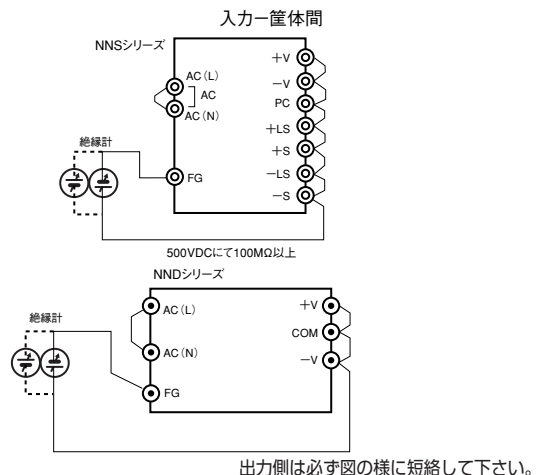 入力ー筐体間
NNSシリーズ
AC(L)
AC
AC(N)
FG
+V
−V
PC
+LS
+S
−LS
−S
絶縁計
500VDCにて100MΩ以上
NNDシリーズ
絶縁計
AC(L)
AC(N)
FG
+V
COM
−V
出力側は必ず図の様に短絡して下さい。